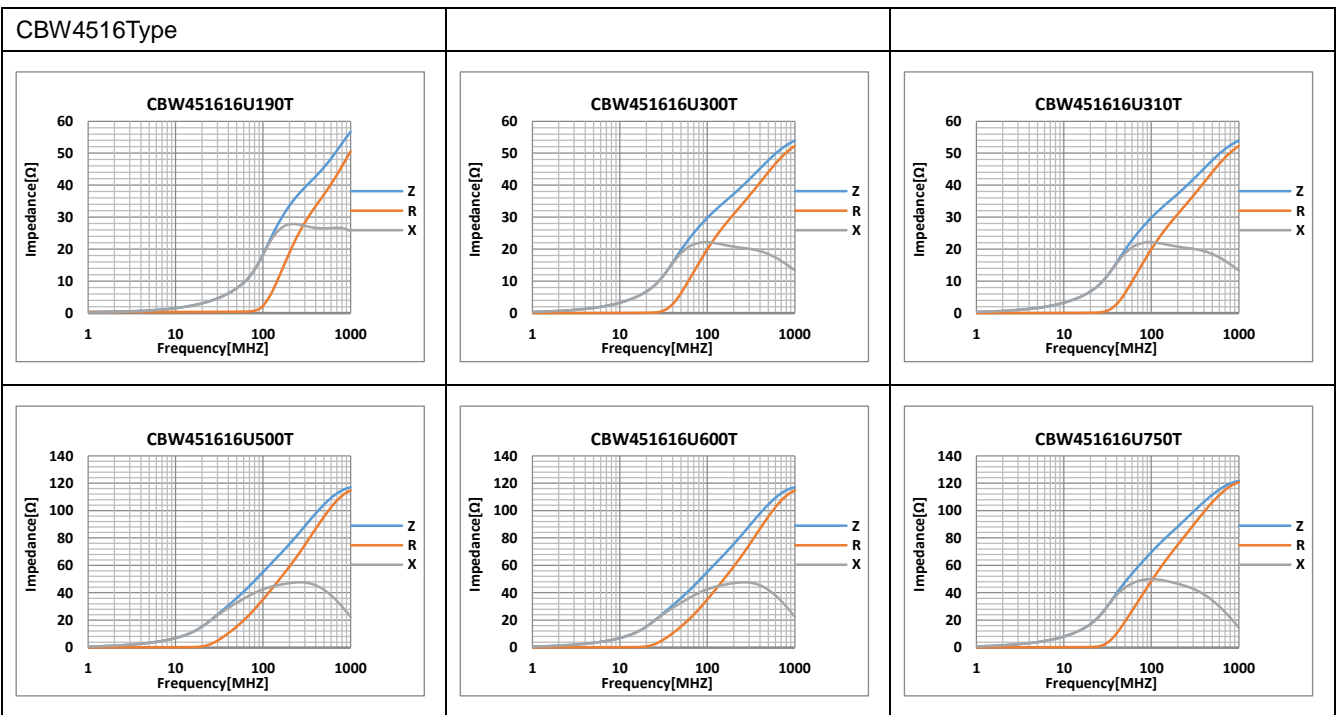 CBW4516Type
CBW451616U190T
60
50
40
30
20
10
0
Impedance[Ω]
1 10 100 1000
Frequency[MHZ]
Z
R
X
CBW451616U300T
60
50
40
30
20
10
0
Impedance[Ω]
1 10 100 1000
Frequency[MHZ]
Z
R
X
CBW451616U310T
60
50
40
30
20
10
0
Impedance[Ω]
1 10 100 1000
Frequency[MHZ]
Z
R
X
CBW451616U500T
140
120
100
80
60
40
20
0
Impedance[Ω]
1 10 100 1000
Frequency[MHZ]
Z
R
X
CBW451616U600T
140
120
100
80
60
40
20
0
Impedance[Ω]
1 10 100 1000
Frequency[MHZ]
Z
R
X
CBW451616U750T
140
120
100
80
60
40
20
0
Impedance[Ω]
1 10 100 1000
Frequency[MHZ]
Z
R
X